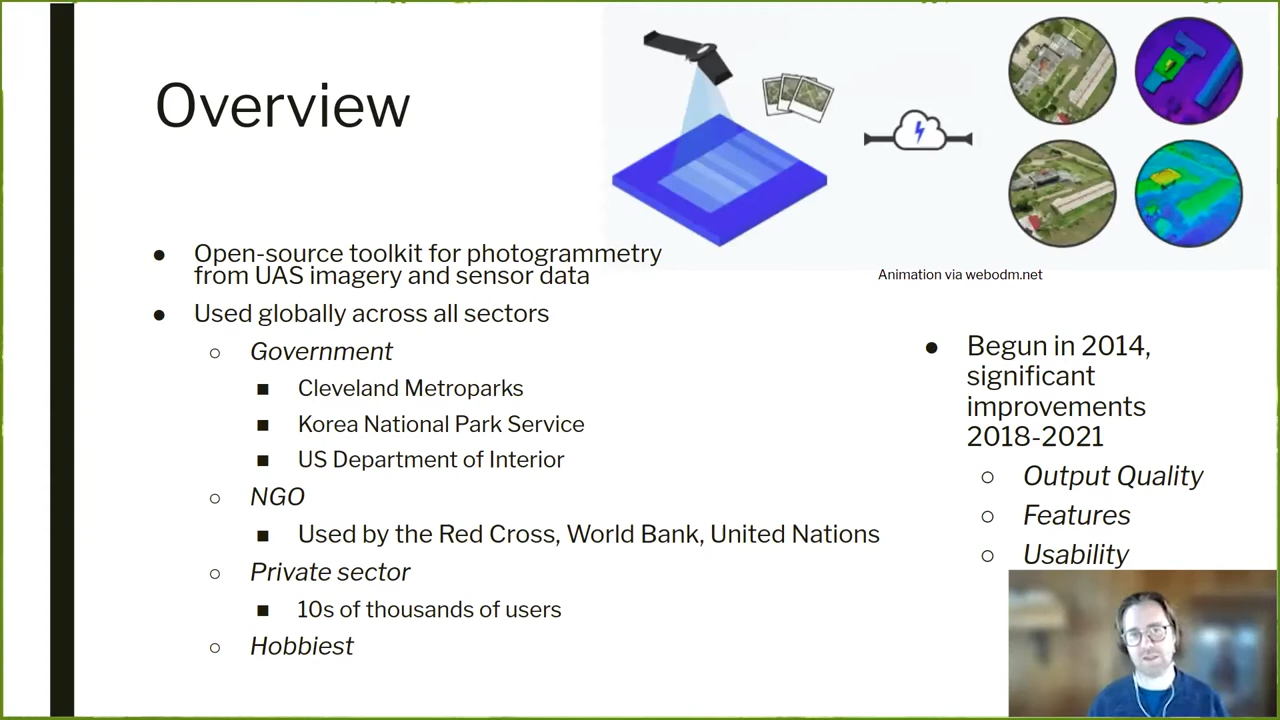 Overview
Animation via webodm.net
● Open-source toolkit for photogrammetry
from UAS imagery and sensor data
● Used globally across all sectors
○ Government
■ Cleveland Metroparks
■ Korea National Park Service
■ US Department of Interior
○ NGO
■ Used by the Red Cross, World Bank, United Nations
○ Private sector
■ 10s of thousands of users
○ Hobbiest
● Begun in 2014,
significant
improvements
2018-2021
○ Output Quality
○ Features
○ Usability